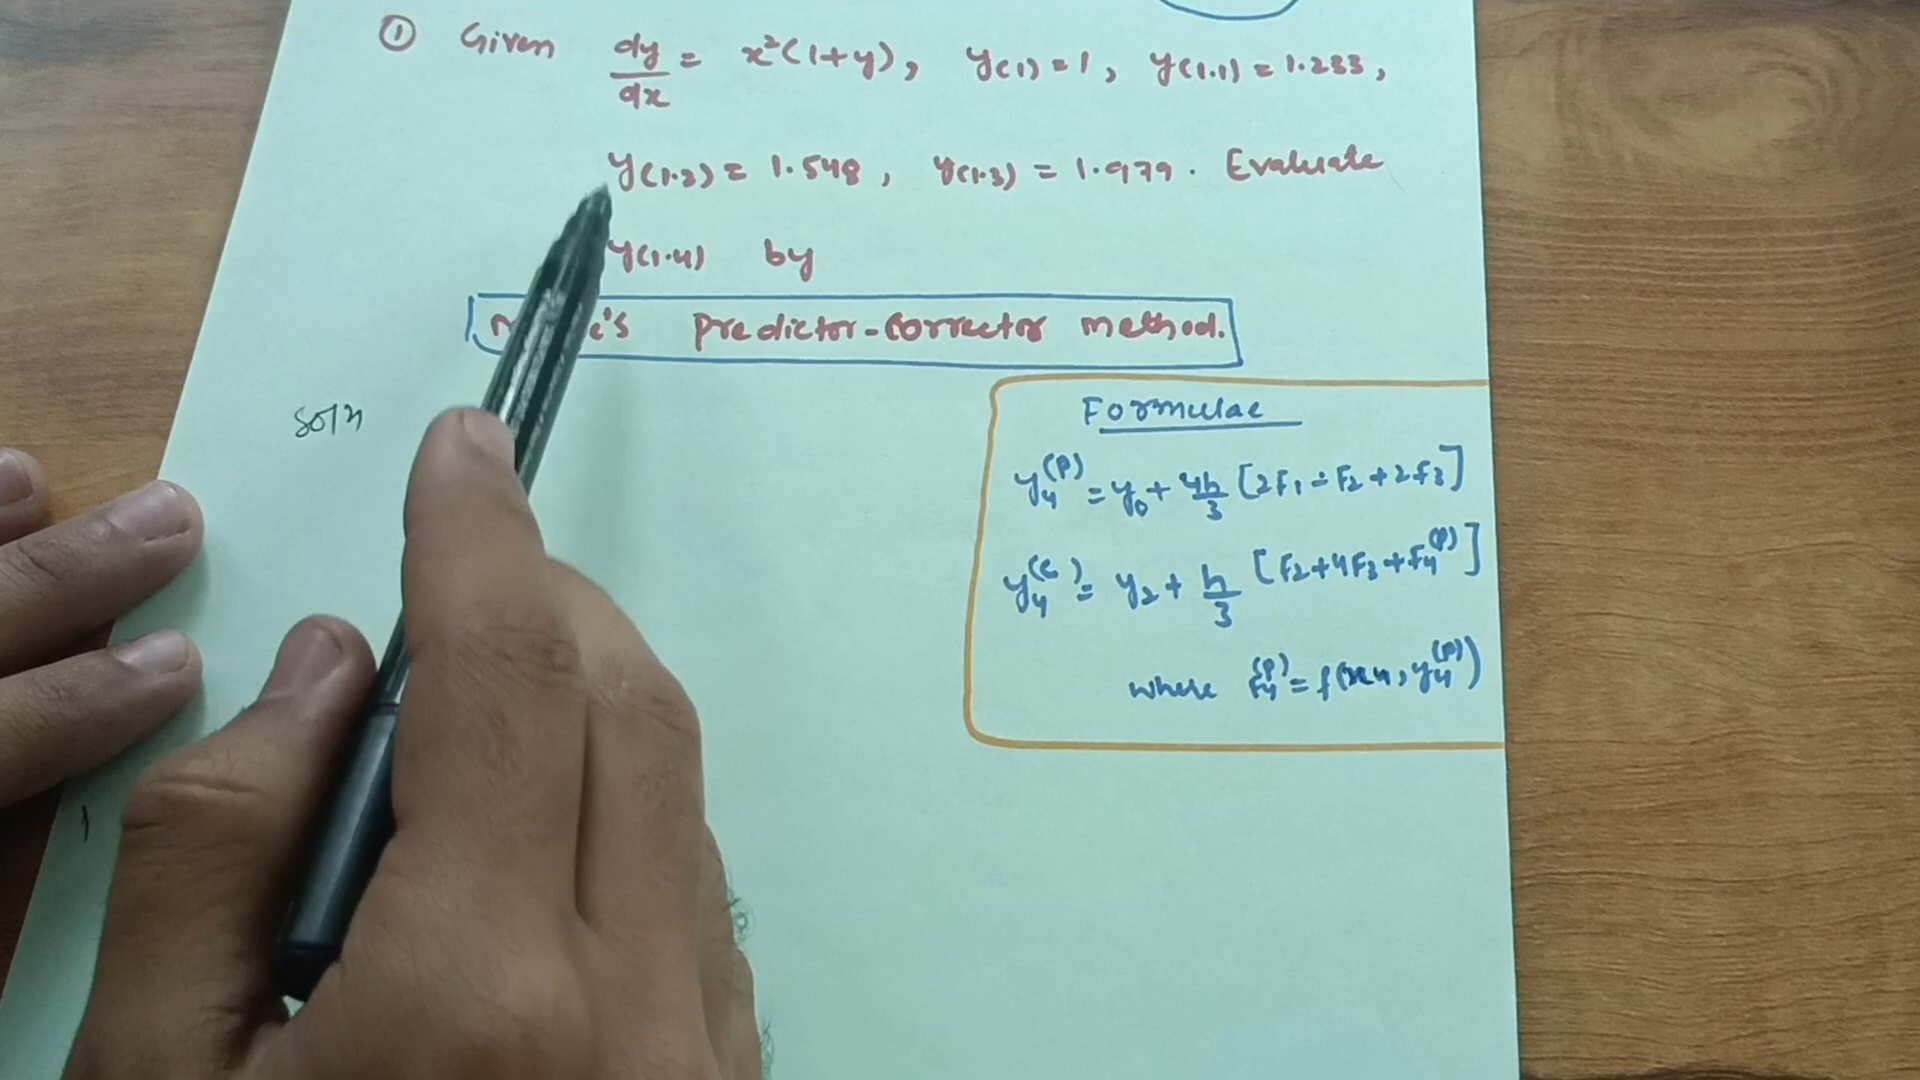 ① Given dy/dx = x²(1+y), y(1)=1, y(1.1)=1.233,
y(1.2)= 1.548, y(1.3) = 1.979. Evaluate
y(1.4) by
predictor-corrector method.
Soln
Formulae
y₄⁽ᵖ⁾ = y₀ + 4h/3 [2f₁ - f₂ + 2f₃]
y₄⁽ᶜ⁾ = y₂ + h/3 [f₂+4f₃+f₄⁽ᵖ⁾]
where f₄⁽ᵖ⁾ = f(x₄, y₄⁽ᵖ⁾)